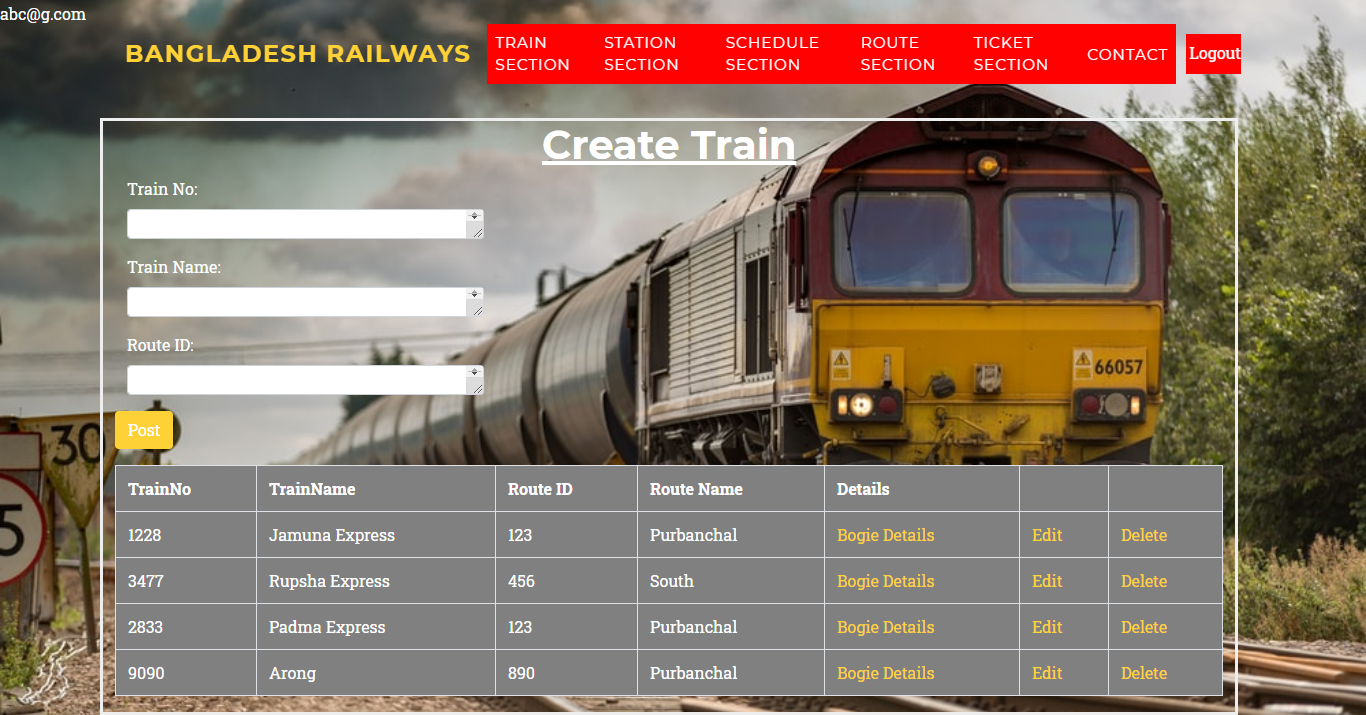 abc@g.com
BANGLADESH RAILWAYS
TRAIN SECTION
STATION SECTION
SCHEDULE SECTION
ROUTE SECTION
TICKET SECTION
CONTACT
Logout
Create Train
Train No:
Train Name:
Route ID:
66057
30
5
Post
TrainNo TrainName Route ID Route Name Details
1228 Jamuna Express 123 Purbanchal Bogie Details Edit Delete
3477 Rupsha Express 456 South Bogie Details Edit Delete
2833 Padma Express 123 Purbanchal Bogie Details Edit Delete
9090 Arong 890 Purbanchal Bogie Details Edit Delete